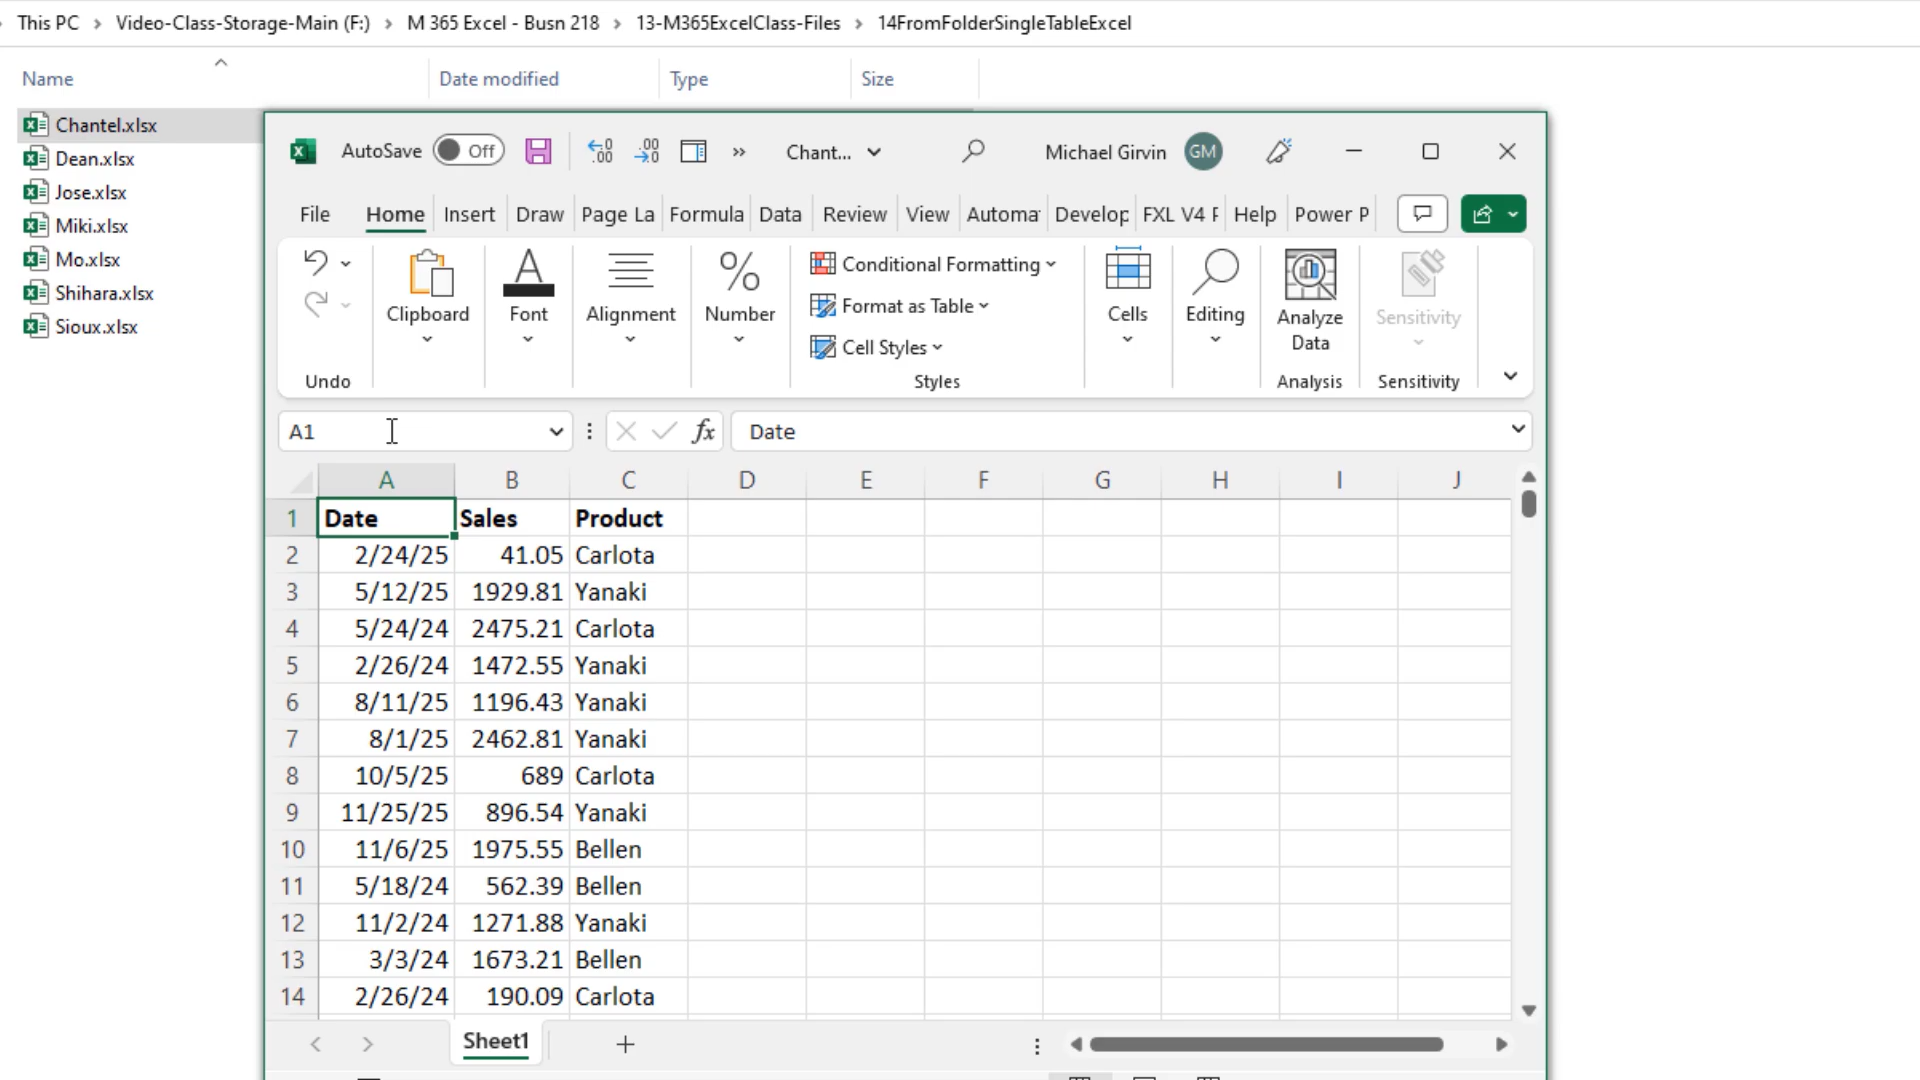 This PC > Video-Class-Storage-Main (F:) > M 365 Excel - Busn 218 > 13-M365ExcelClass-Files > 14FromFolderSingleTableExcel
Name Date modified Type Size
Chantel.xlsx
Dean.xlsx
Jose.xlsx
Miki.xlsx
Mo.xlsx
Shihara.xlsx
Sioux.xlsx
AutoSave Off .00 .00 » Chant... Michael Girvin GM
File Home Insert Draw Page La Formula Data Review View Automa Develop FXL V4 F Help Power P
Undo
Clipboard
Font
Alignment
Number
Conditional Formatting
Format as Table
Cell Styles
Styles
Cells
Editing
Analyze Data
Analysis
Sensitivity
Sensitivity
A1 fx Date
A B C D E F G H I J
1 Date Sales Product
2 2/24/25 41.05 Carlota
3 5/12/25 1929.81 Yanaki
4 5/24/24 2475.21 Carlota
5 2/26/24 1472.55 Yanaki
6 8/11/25 1196.43 Yanaki
7 8/1/25 2462.81 Yanaki
8 10/5/25 689 Carlota
9 11/25/25 896.54 Yanaki
10 11/6/25 1975.55 Bellen
11 5/18/24 562.39 Bellen
12 11/2/24 1271.88 Yanaki
13 3/3/24 1673.21 Bellen
14 2/26/24 190.09 Carlota
Sheet1